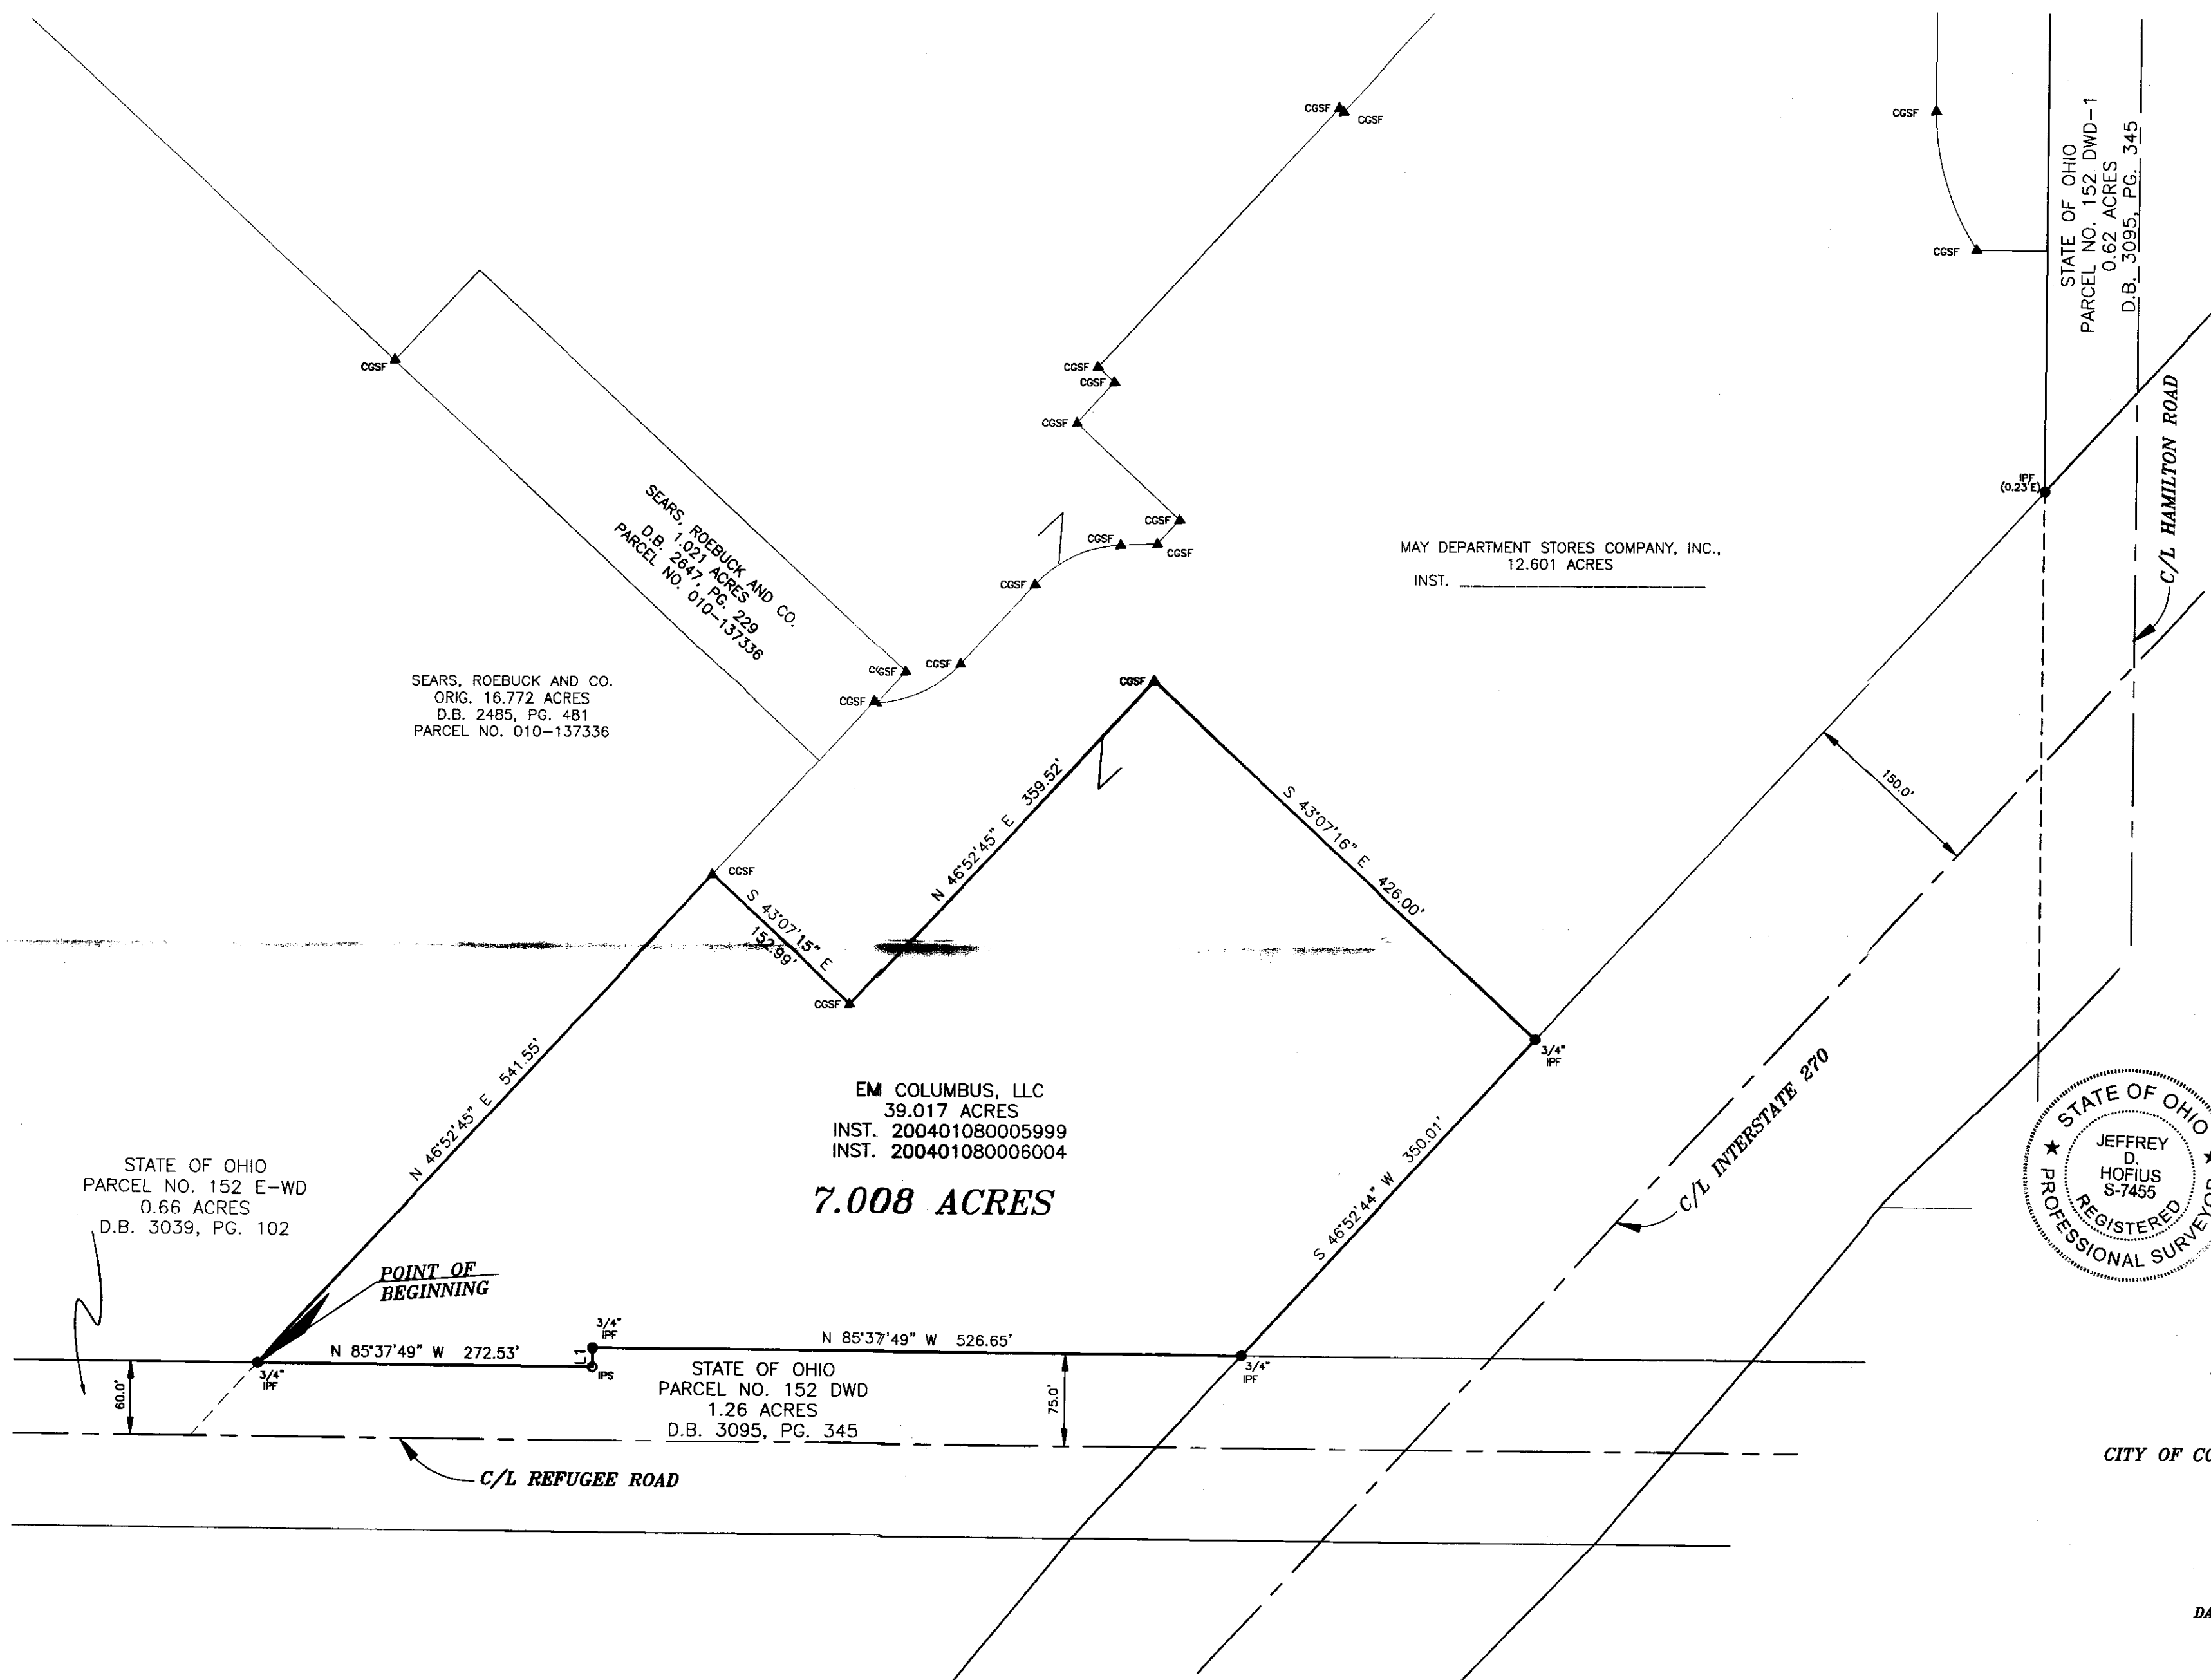 CGSF
CGSF
CGSF
CGSF
STATE OF OHIO
PARCEL NO. 152 DWD-1
0.62 ACRES
D.B. 3095, PG. 345
CGSF
CGSF
CGSF
CGSF
C/L HAMILTON ROAD
IPF
(0.23'E)
SEARS, ROEBUCK AND CO.
1.021 ACRES
D.B. 2647, PG. 229
PARCEL NO. 010-137336
CGSF
CGSF
CGSF
CGSF
MAY DEPARTMENT STORES COMPANY, INC.,
12.601 ACRES
INST.
SEARS, ROEBUCK AND CO.
ORIG. 16.772 ACRES
D.B. 2485, PG. 481
PARCEL NO. 010-137336
CGSF
CGSF
CGSF
CGSF
150.0'
N 46°52'45" E 359.52'
S 43°07'16" E 426.00'
CGSF
S 43°07'15" E
152.99'
CGSF
N 46°52'45" E 541.55'
3/4"
IPF
EM COLUMBUS, LLC
39.017 ACRES
INST. 200401080005999
INST. 200401080006004
7.008 ACRES
S 46°52'44" W 350.01'
C/L INTERSTATE 270
STATE OF OHIO
JEFFREY
D.
HOFIUS
S-7455
REGISTERED
PROFESSIONAL SURVEYOR
STATE OF OHIO
PARCEL NO. 152 E-WD
0.66 ACRES
D.B. 3039, PG. 102
POINT OF
BEGINNING
3/4"
IPF
N 85°37'49" W 272.53'
3/4"
IPF
L1
IPS
N 85°37'49" W 526.65'
3/4"
IPF
60.0'
STATE OF OHIO
PARCEL NO. 152 DWD
1.26 ACRES
D.B. 3095, PG. 345
75.0'
C/L REFUGEE ROAD
CITY OF CO
DA